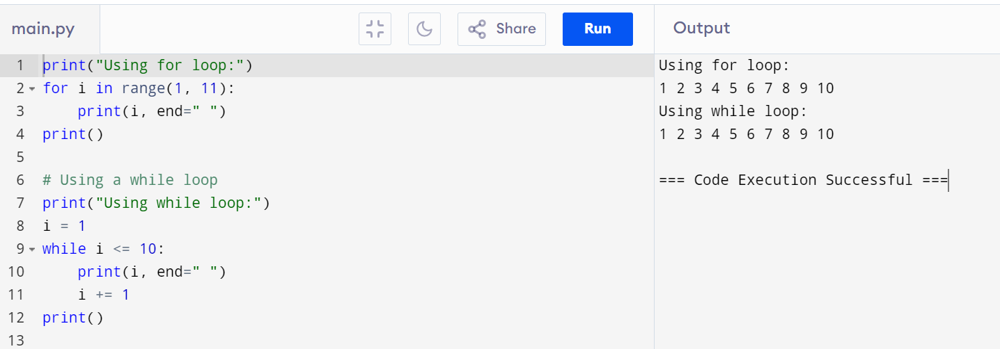 main.py
Share
Run
Output
1 print("Using for loop:")
2 for i in range(1, 11):
3     print(i, end=" ")
4 print()
5
6 # Using a while loop
7 print("Using while loop:")
8 i = 1
9 while i <= 10:
10     print(i, end=" ")
11     i += 1
12 print()
13
Using for loop:
1 2 3 4 5 6 7 8 9 10
Using while loop:
1 2 3 4 5 6 7 8 9 10
=== Code Execution Successful ===